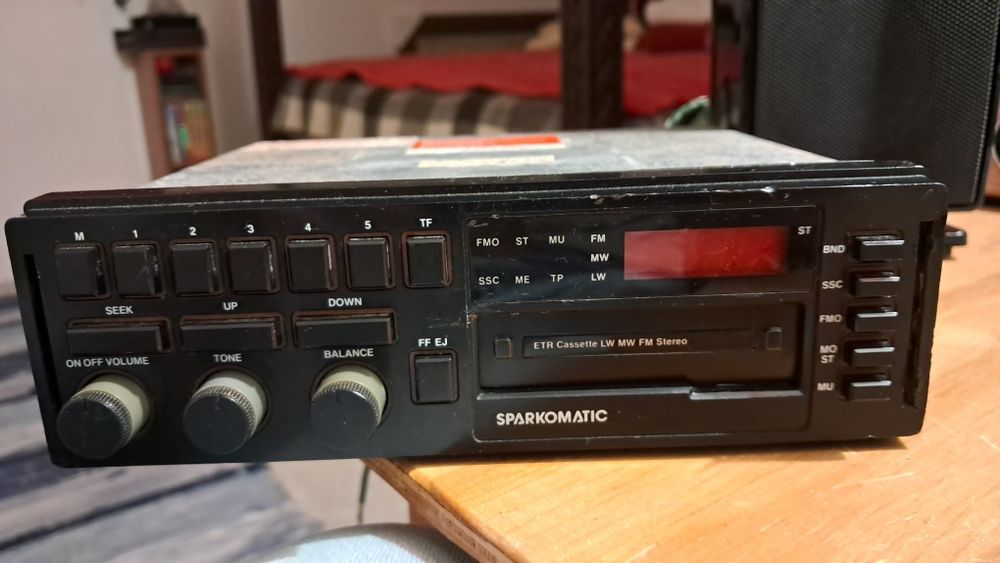 M 1 2 3 4 5 TF
SEEK UP DOWN
ON OFF VOLUME TONE BALANCE
FF EJ
FMO ST MU FM
MW
SSC ME TP LW
ST
ETR Cassette LW MW FM Stereo
SPARKOMATIC
BND
SSC
FMO
MO
ST
MU